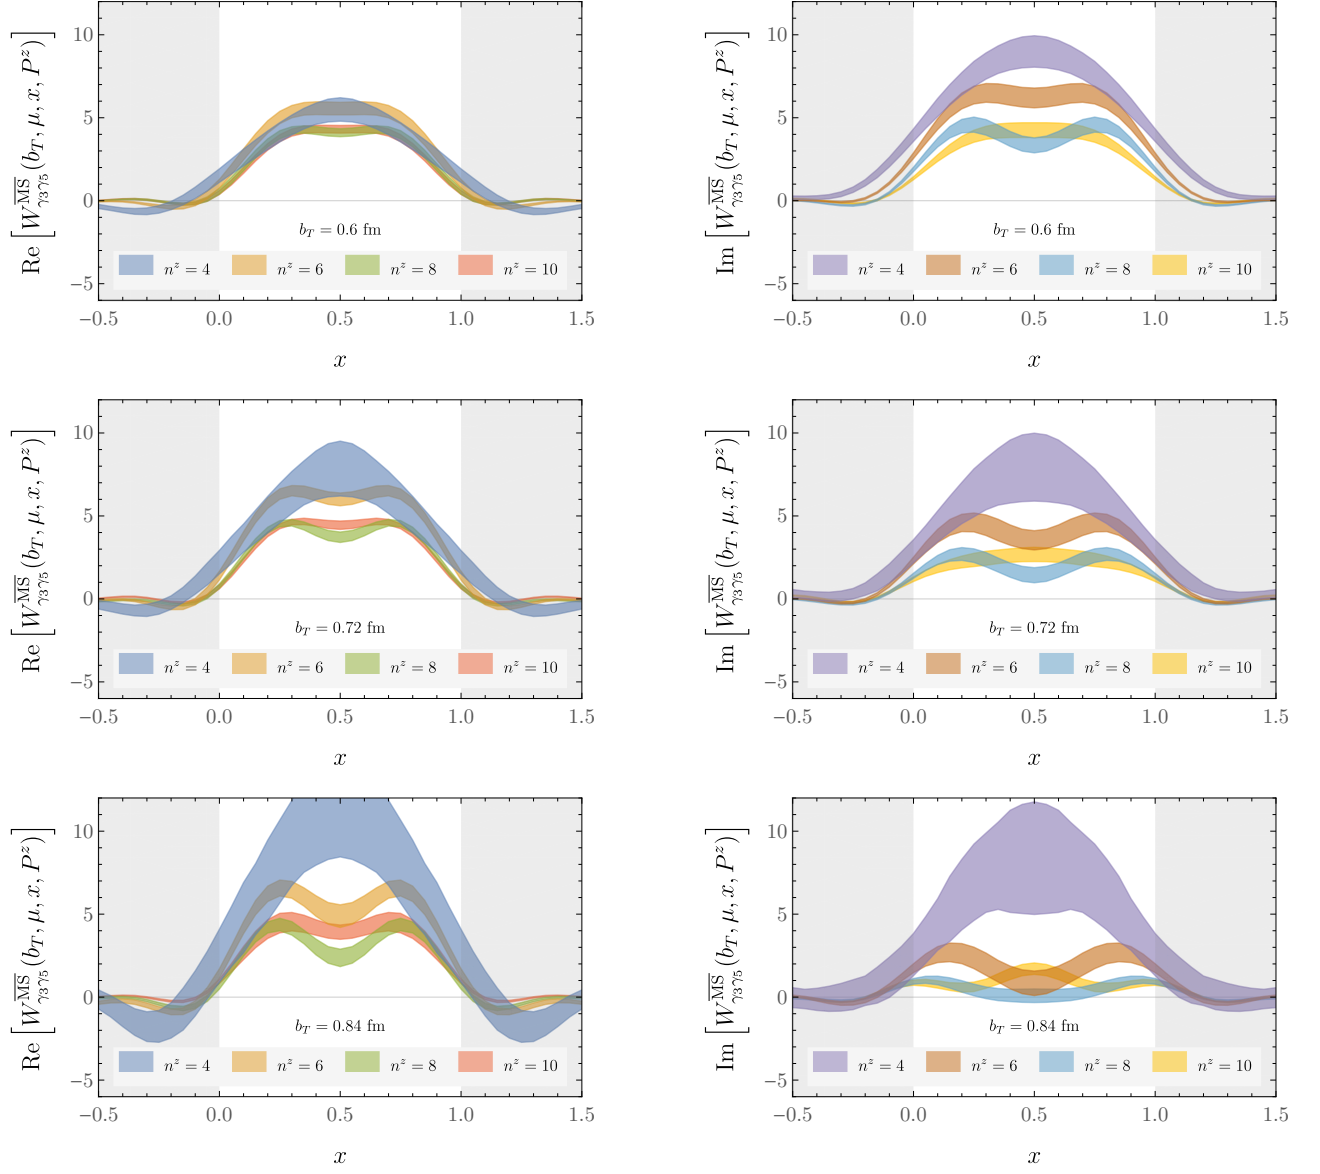 Re [W^{\overline{MS}}_{γ_3γ_5}(b_T, μ, x, P^z)]
10
5
0
−5
b_T = 0.6 fm
n^z = 4 n^z = 6 n^z = 8 n^z = 10
−0.5 0.0 0.5 1.0 1.5
x
Im [W^{\overline{MS}}_{γ_3γ_5}(b_T, μ, x, P^z)]
10
5
0
−5
b_T = 0.6 fm
n^z = 4 n^z = 6 n^z = 8 n^z = 10
−0.5 0.0 0.5 1.0 1.5
x
Re [W^{\overline{MS}}_{γ_3γ_5}(b_T, μ, x, P^z)]
10
5
0
−5
b_T = 0.72 fm
n^z = 4 n^z = 6 n^z = 8 n^z = 10
−0.5 0.0 0.5 1.0 1.5
x
Im [W^{\overline{MS}}_{γ_3γ_5}(b_T, μ, x, P^z)]
10
5
0
−5
b_T = 0.72 fm
n^z = 4 n^z = 6 n^z = 8 n^z = 10
−0.5 0.0 0.5 1.0 1.5
x
Re [W^{\overline{MS}}_{γ_3γ_5}(b_T, μ, x, P^z)]
10
5
0
−5
b_T = 0.84 fm
n^z = 4 n^z = 6 n^z = 8 n^z = 10
−0.5 0.0 0.5 1.0 1.5
x
Im [W^{\overline{MS}}_{γ_3γ_5}(b_T, μ, x, P^z)]
10
5
0
−5
b_T = 0.84 fm
n^z = 4 n^z = 6 n^z = 8 n^z = 10
−0.5 0.0 0.5 1.0 1.5
x